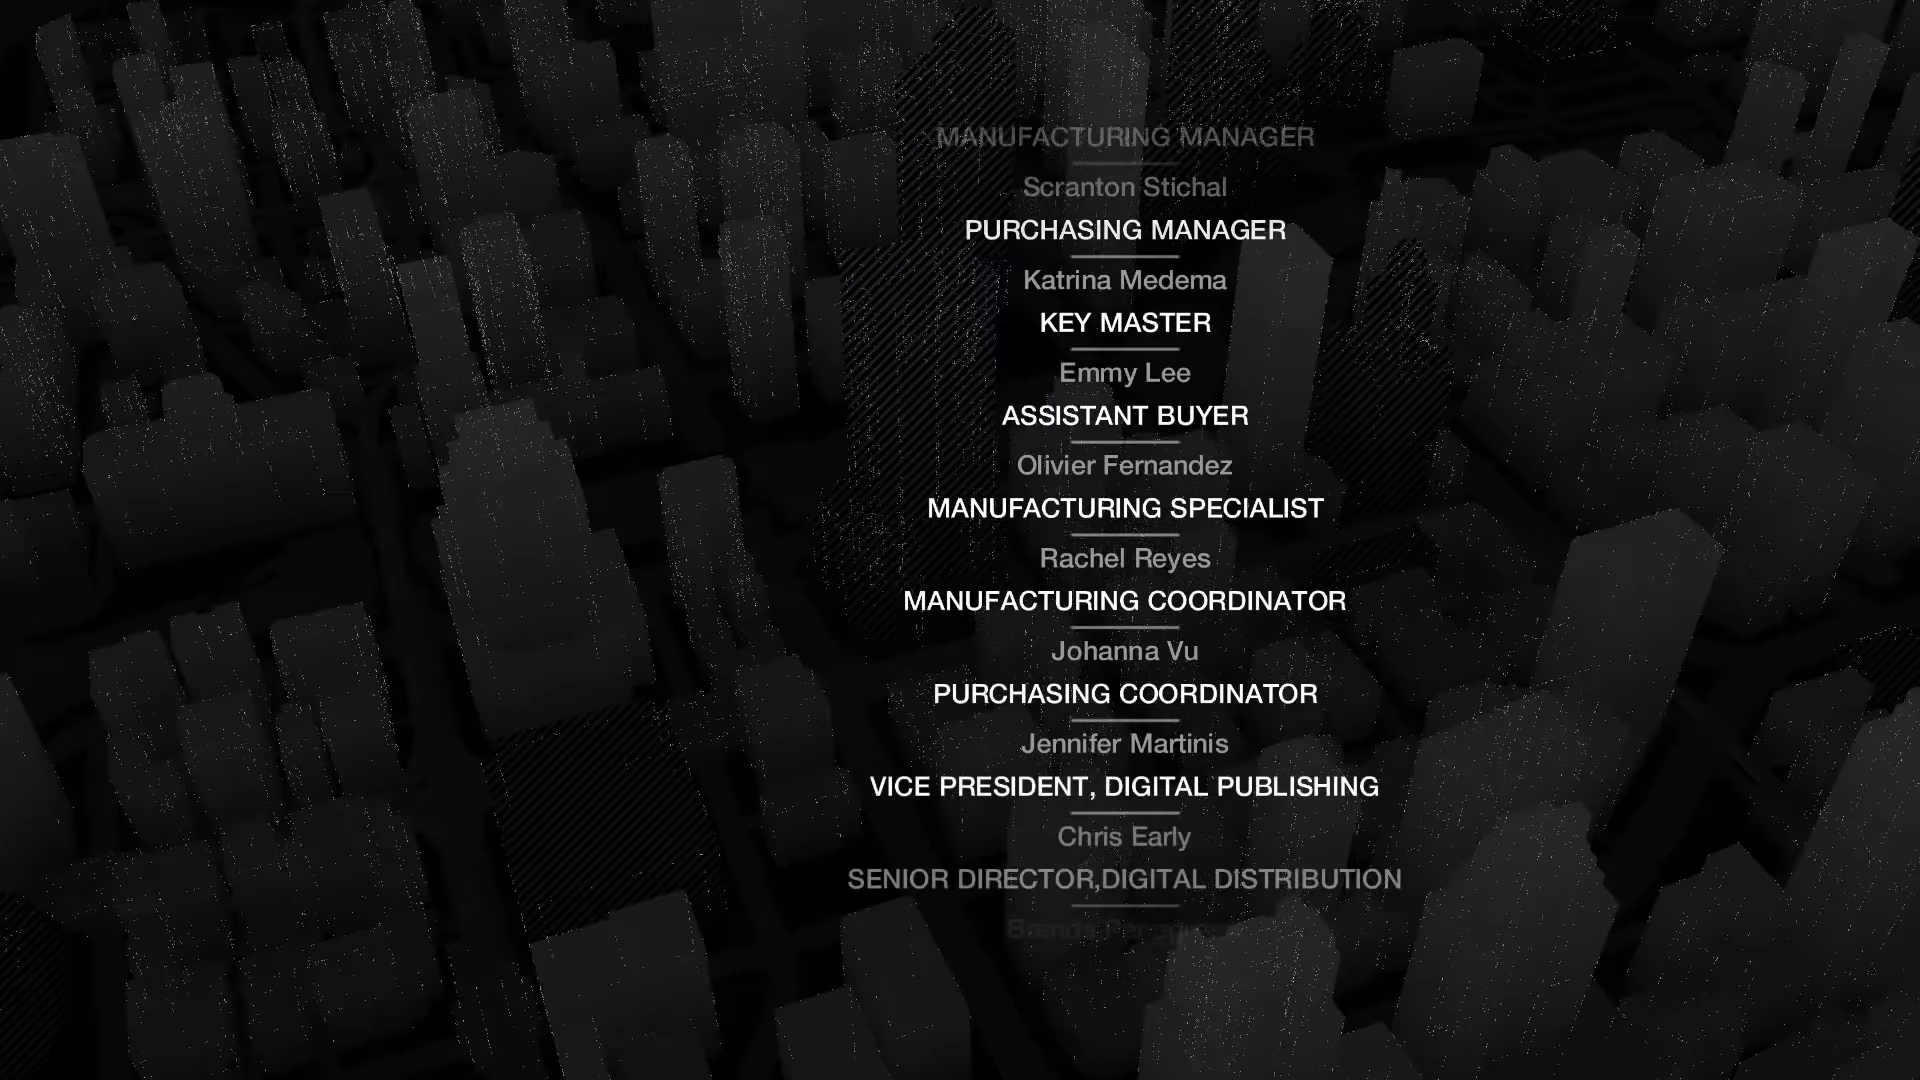 MANUFACTURING MANAGER
Scranton Stichal
PURCHASING MANAGER
Katrina Medema
KEY MASTER
Emmy Lee
ASSISTANT BUYER
Olivier Fernandez
MANUFACTURING SPECIALIST
Rachel Reyes
MANUFACTURING COORDINATOR
Johanna Vu
PURCHASING COORDINATOR
Jennifer Martinis
VICE PRESIDENT, DIGITAL PUBLISHING
Chris Early
SENIOR DIRECTOR,DIGITAL DISTRIBUTION